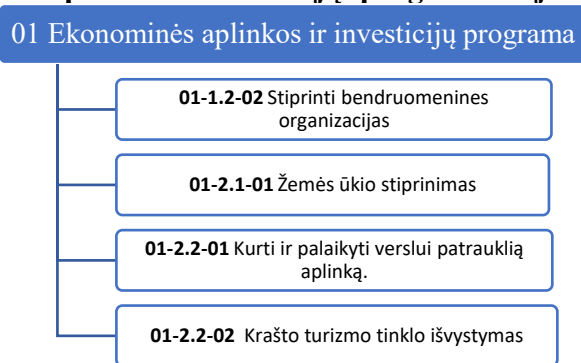 01 Ekonominės aplinkos ir investicijų programa
01-1.2-02 Stiprinti bendruomenines
organizacijas
01-2.1-01 Žemės ūkio stiprinimas
01-2.2-01 Kurti ir palaikyti verslui patrauklią
aplinką.
01-2.2-02 Krašto turizmo tinklo išvystymas